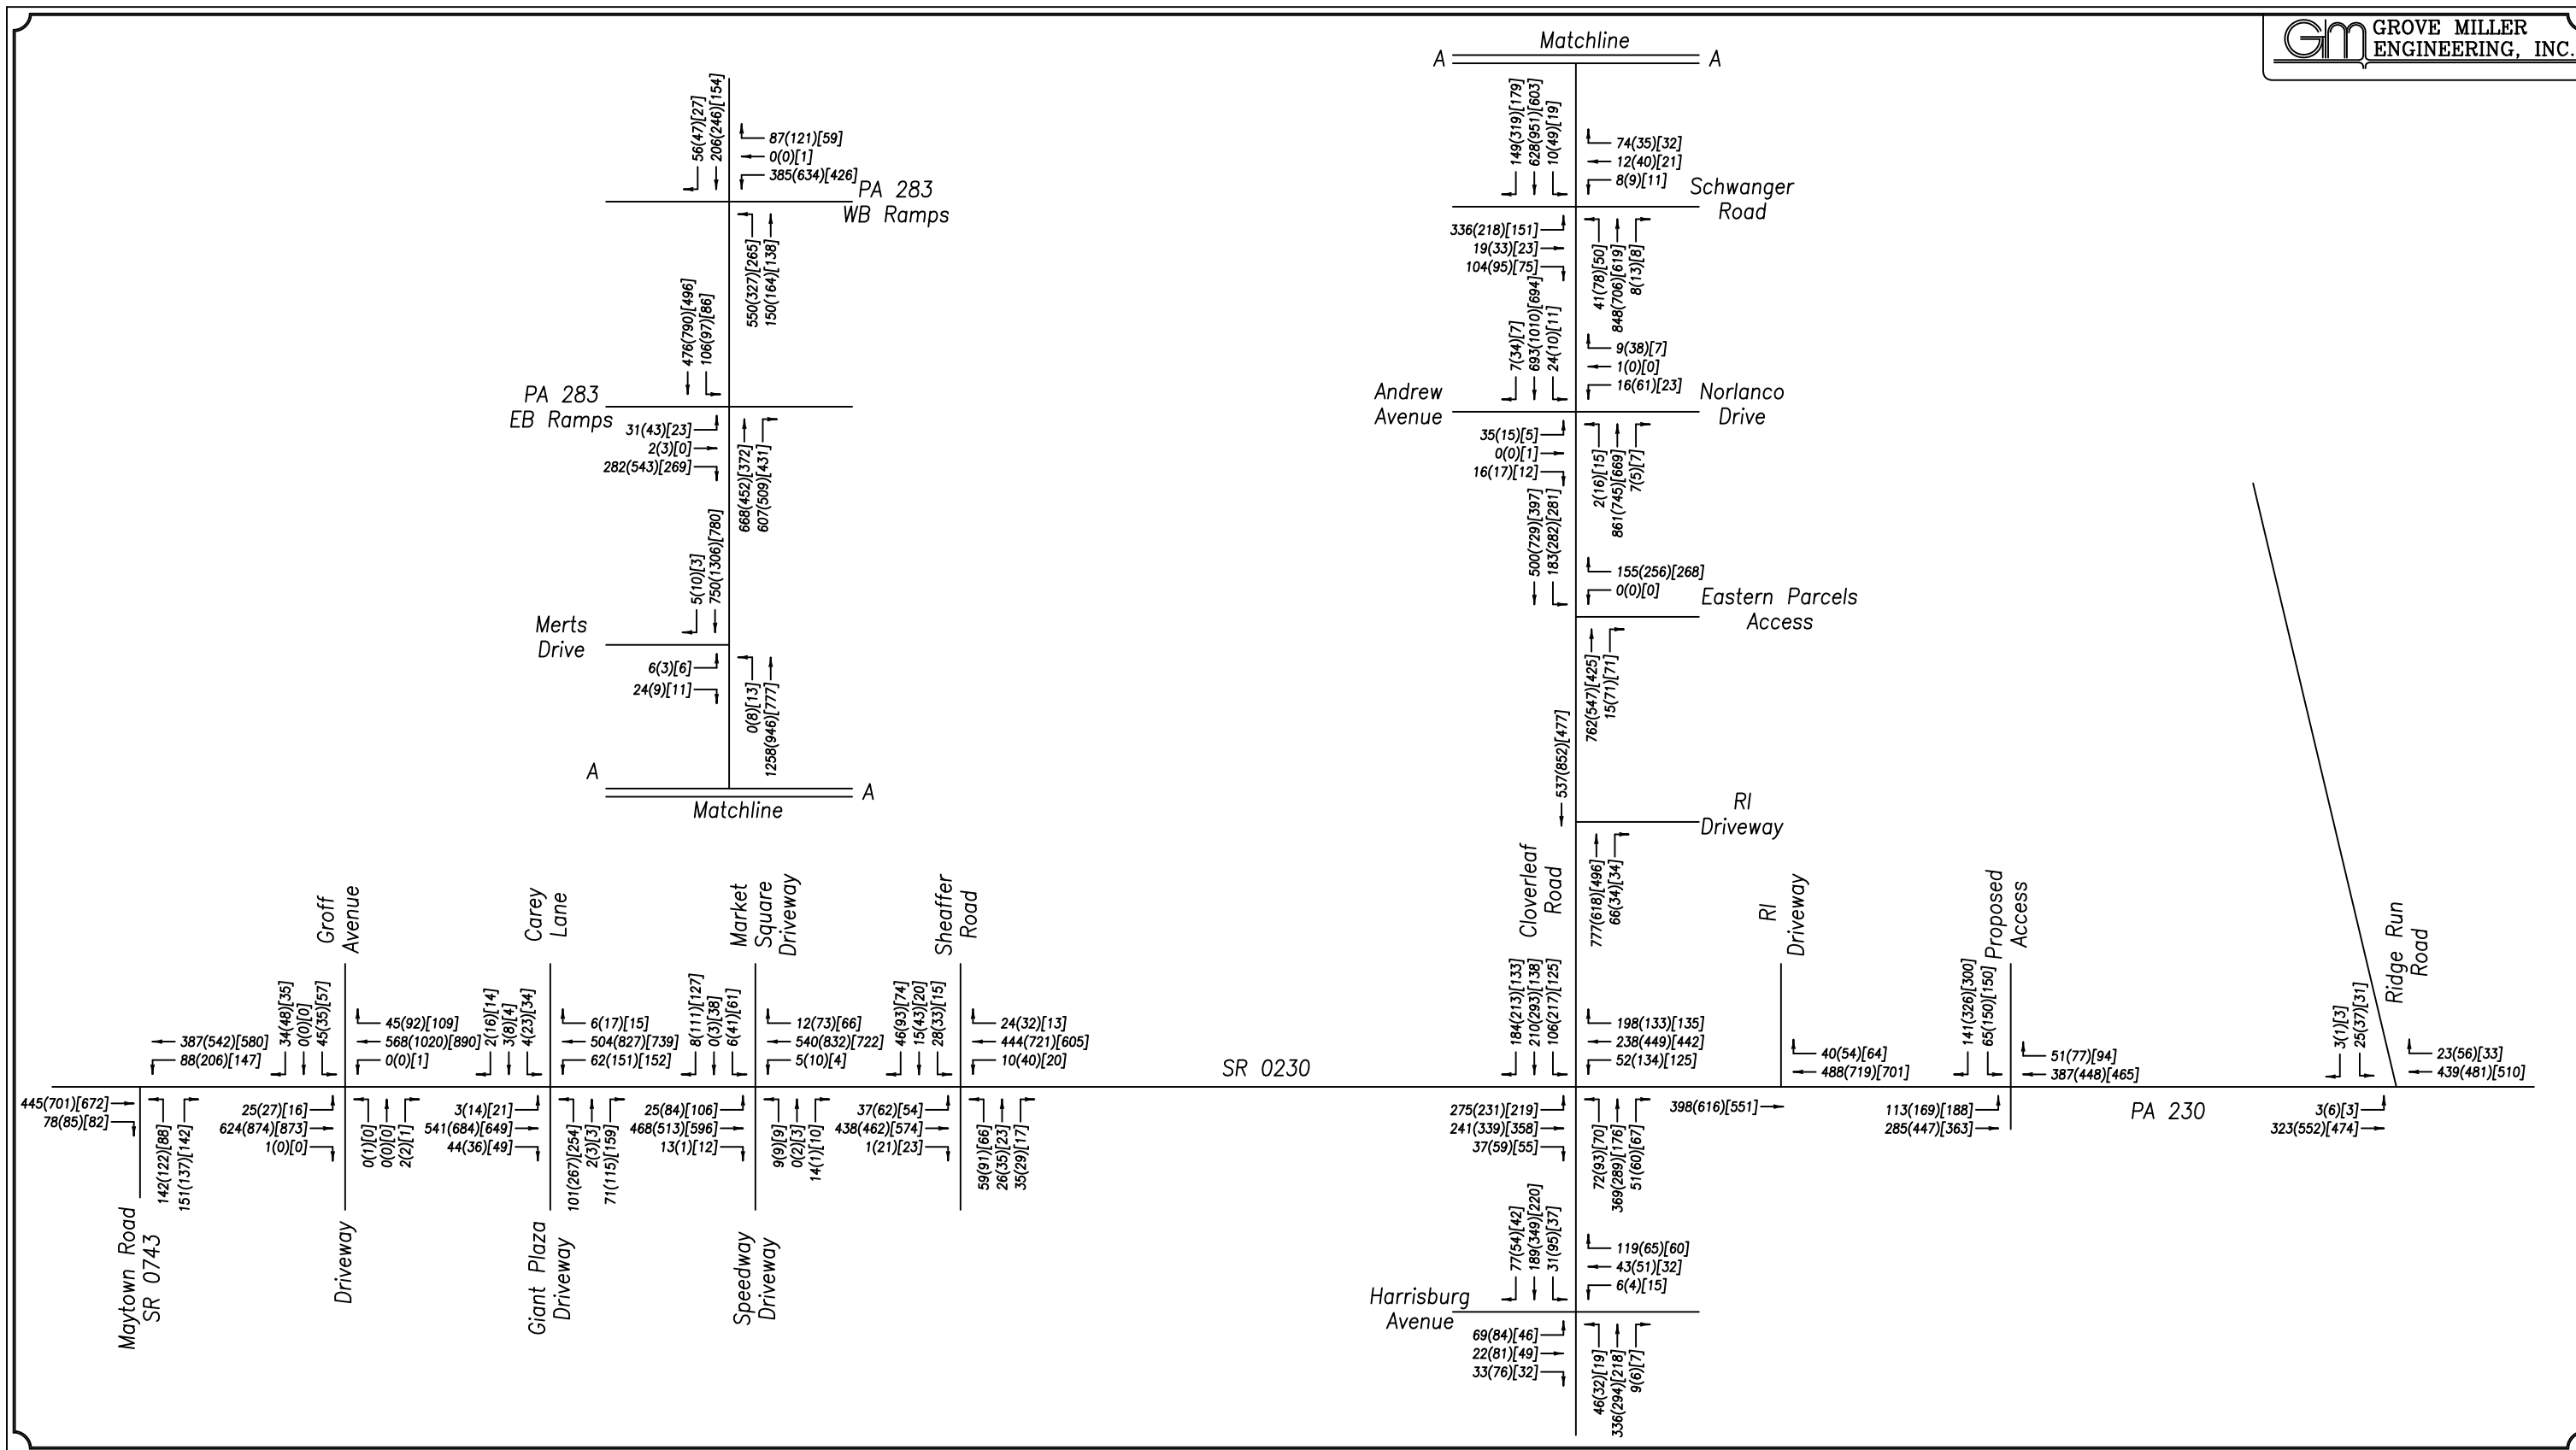 GROVE MILLER
ENGINEERING, INC.
Matchline
A
A
56(47)[27]
206(246)[154]
87(121)[59]
0(0)[1]
385(634)[426]
PA 283
WB Ramps
550(327)[265]
150(164)[138]
476(790)[496]
106(97)[86]
PA 283
EB Ramps
31(43)[23]
2(3)[0]
282(543)[269]
668(452)[372]
607(509)[431]
5(10)[3]
750(1306)[780]
Merts
Drive
6(3)[6]
24(9)[11]
0(8)[13]
1258(946)[777]
A
A
Matchline
149(319)[179]
628(951)[603]
10(49)[19]
74(35)[32]
12(40)[21]
8(9)[11]
Schwanger
Road
336(218)[151]
19(33)[23]
104(95)[75]
41(78)[50]
848(706)[619]
8(13)[8]
7(34)[7]
693(1010)[694]
24(10)[11]
9(38)[7]
1(0)[0]
16(61)[23]
Andrew
Avenue
Norlanco
Drive
35(15)[5]
0(0)[1]
16(17)[12]
2(16)[15]
861(745)[669]
7(5)[7]
500(729)[397]
183(282)[281]
155(256)[268]
0(0)[0]
Eastern Parcels
Access
762(547)[425]
15(71)[71]
537(852)[477]
RI
Driveway
777(618)[496]
66(34)[34]
Cloverleaf
Road
387(542)[580]
88(206)[147]
445(701)[672]
78(85)[82]
142(122)[88]
151(137)[142]
Maytown Road
SR 0743
Groff
Avenue
34(48)[35]
0(0)[0]
45(35)[57]
45(92)[109]
568(1020)[890]
0(0)[1]
25(27)[16]
624(874)[873]
1(0)[0]
0(1)[0]
0(0)[0]
2(2)[1]
Driveway
Carey
Lane
2(16)[14]
3(8)[4]
4(23)[34]
6(17)[15]
504(827)[739]
62(151)[152]
3(14)[21]
541(684)[649]
44(36)[49]
101(267)[254]
2(3)[3]
71(115)[159]
Giant Plaza
Driveway
Market
Square
Driveway
8(111)[127]
0(3)[38]
6(41)[61]
12(73)[66]
540(832)[722]
5(10)[4]
25(84)[106]
468(513)[596]
13(1)[12]
9(9)[9]
0(2)[3]
14(1)[10]
Speedway
Driveway
Sheaffer
Road
46(93)[74]
15(43)[20]
28(33)[15]
24(32)[13]
444(721)[605]
10(40)[20]
37(62)[54]
438(462)[574]
1(21)[23]
59(91)[66]
26(35)[23]
35(29)[17]
SR 0230
184(213)[133]
210(293)[138]
106(217)[125]
198(133)[135]
238(449)[442]
52(134)[125]
275(231)[219]
241(339)[358]
37(59)[55]
72(93)[70]
369(289)[176]
51(60)[67]
77(54)[42]
189(349)[220]
31(95)[37]
119(65)[60]
43(51)[32]
6(4)[15]
Harrisburg
Avenue
69(84)[46]
22(81)[49]
33(76)[32]
46(32)[19]
336(294)[218]
9(6)[7]
RI
Driveway
40(54)[64]
488(719)[701]
398(616)[551]
Proposed
Access
141(326)[300]
65(150)[150]
51(77)[94]
387(448)[465]
113(169)[188]
285(447)[363]
PA 230
Ridge Run
Road
3(1)[3]
25(37)[31]
23(56)[33]
439(481)[510]
3(6)[3]
323(552)[474]